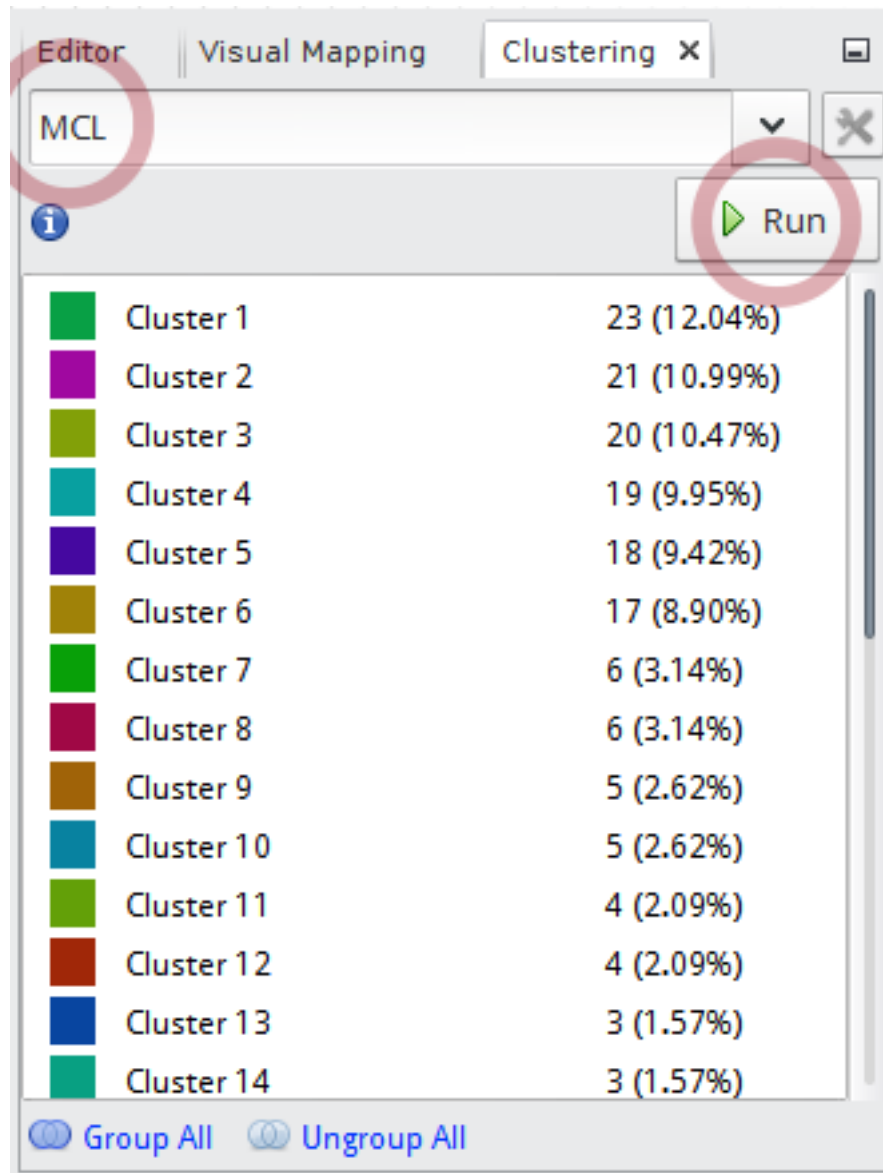 Editor Visual Mapping Clustering
MCL
Run
Cluster 1 23 (12.04%)
Cluster 2 21 (10.99%)
Cluster 3 20 (10.47%)
Cluster 4 19 (9.95%)
Cluster 5 18 (9.42%)
Cluster 6 17 (8.90%)
Cluster 7 6 (3.14%)
Cluster 8 6 (3.14%)
Cluster 9 5 (2.62%)
Cluster 10 5 (2.62%)
Cluster 11 4 (2.09%)
Cluster 12 4 (2.09%)
Cluster 13 3 (1.57%)
Cluster 14 3 (1.57%)
Group All Ungroup All